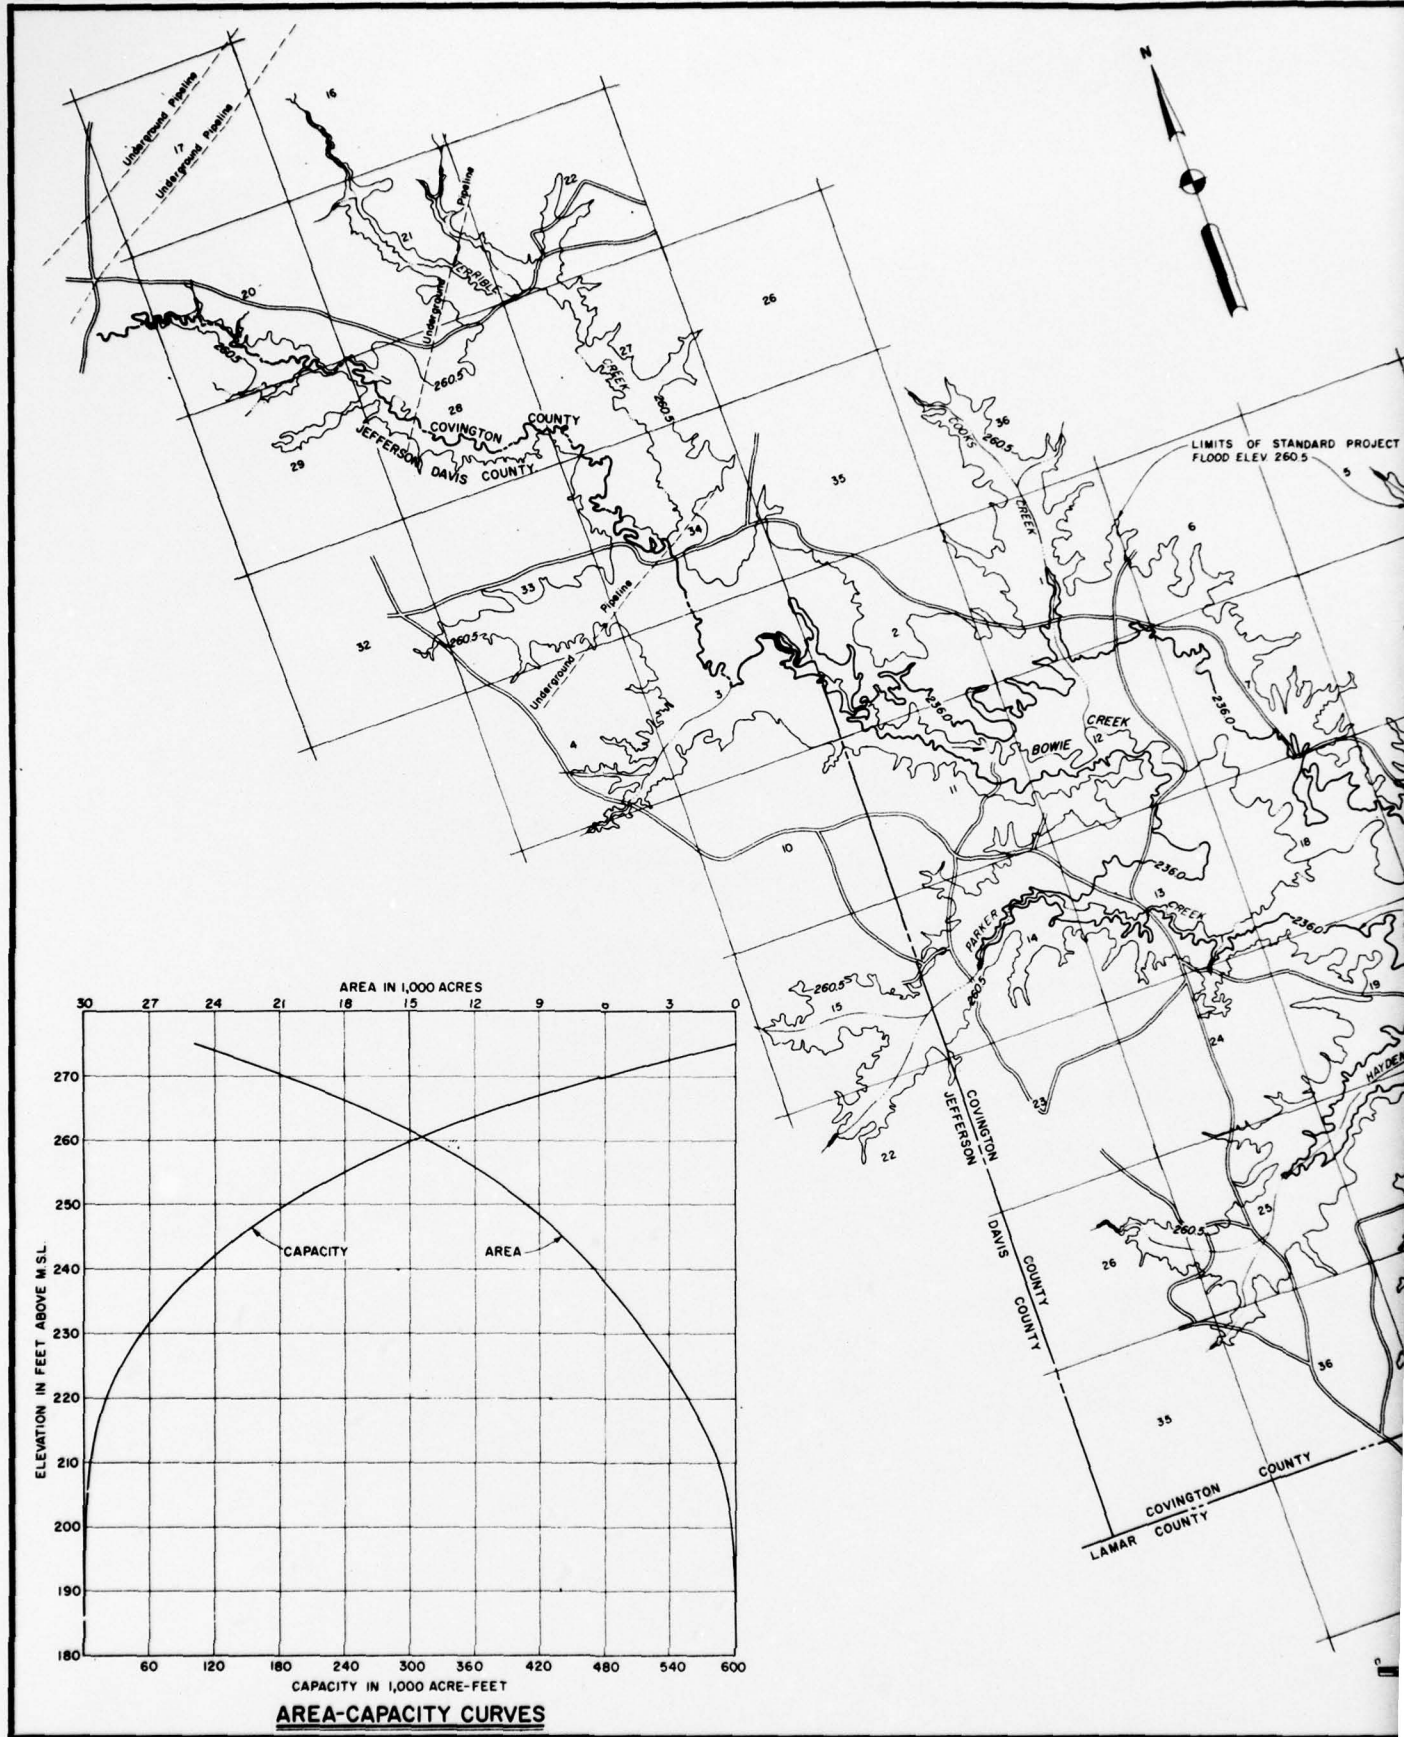 N
16
Underground Pipeline
17
Underground Pipeline
Pipeline
22
21
TERRIBLE
20
Underground
26
27
CREEK
260.5
260.5
260.5
28
COVINGTON COUNTY
JEFFERSON DAVIS COUNTY
29
36
COOKS
260.5
CREEK
LIMITS OF STANDARD PROJECT
FLOOD ELEV. 260.5
5
35
6
34
33
Pipeline
1
32
260.5
2
Underground
3
236.0
236.0
4
CREEK
BOWIE
12
11
18
10
236.0
13
CREEK
PARKER
14
236.0
260.5
260.5
15
19
24
HAYDEN
23
COVINGTON
JEFFERSON
22
25
260.5
DAVIS
26
COUNTY
COUNTY
36
35
COVINGTON COUNTY
LAMAR COUNTY
0
AREA IN 1,000 ACRES
30 27 24 21 18 15 12 9 6 3 0
270
260
250
CAPACITY
AREA
240
230
220
210
200
190
180
ELEVATION IN FEET ABOVE M.S.L.
60 120 180 240 300 360 420 480 540 600
CAPACITY IN 1,000 ACRE-FEET
AREA-CAPACITY CURVES